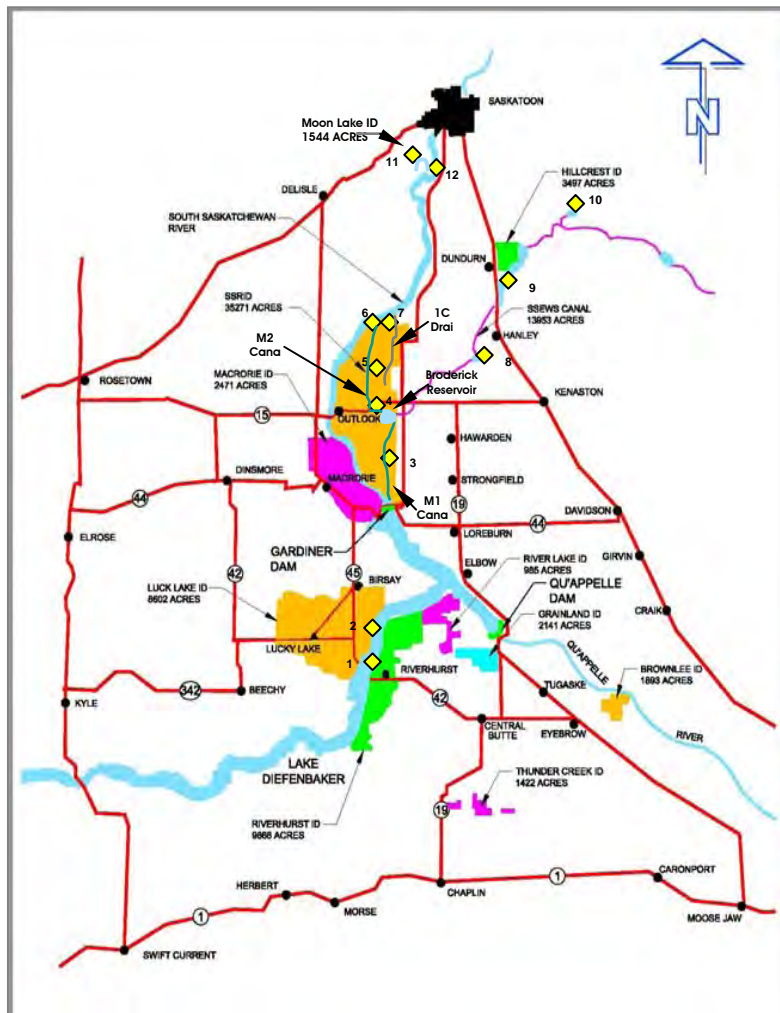 SASKATOON
N
Moon Lake ID
1544 ACRES
11
12
HILLCREST ID
3497 ACRES
10
DELISLE
SOUTH SASKATCHEWAN
RIVER
DUNDURN
9
SSRID
35271 ACRES
6
7
1C
Drai
SSEWS CANAL
13953 ACRES
HANLEY
M2
Cana
5
8
MACRORIE ID
2471 ACRES
Broderick
Reservoir
ROSETOWN
4
15
OUTLOOK
KENASTON
HAWARDEN
3
DINSMORE
MACRORIE
STRONGFIELD
M1
Cana
44
19
DAVIDSON
ELROSE
LOREBURN
44
GARDINER
DAM
GIRVIN
42
45
BIRSAY
ELBOW
RIVER LAKE ID
985 ACRES
QU'APPELLE
DAM
LUCK LAKE ID
8602 ACRES
GRAINLAND ID
2141 ACRES
CRAIK
2
LUCKY LAKE
QU'APPELLE
1
RIVERHURST
BROWNLEE ID
1893 ACRES
342
BEECHY
42
TUGASKE
KYLE
CENTRAL
BUTTE
EYEBROW
RIVER
LAKE
DIEFENBAKER
THUNDER CREEK ID
1422 ACRES
19
RIVERHURST ID
9866 ACRES
HERBERT
MORSE
CHAPLIN
1
CARONPORT
MOOSE JAW
1
SWIFT CURRENT